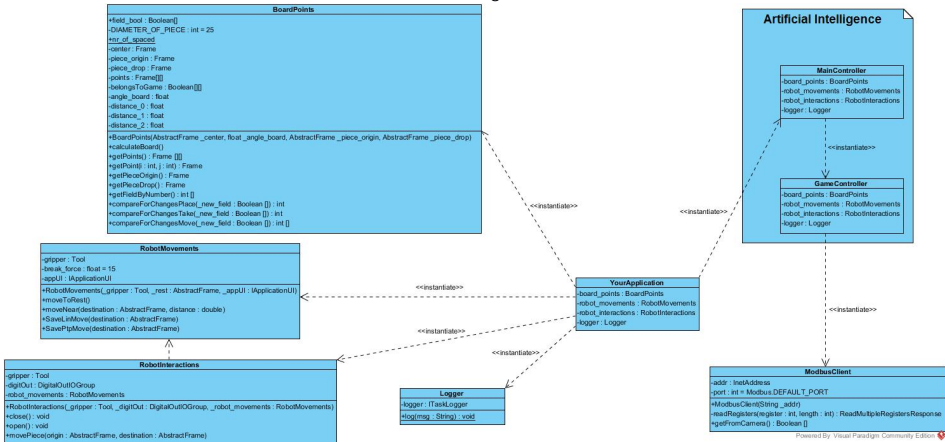 BoardPoints
+field_bool : Boolean[]
-DIAMETER_OF_PIECE : int = 25
+nr_of_spaced
-center : Frame
-piece_origin : Frame
-piece_drop : Frame
-points : Frame[][]
-belongsToGame : Boolean[][]
-angle_board : float
-distance_0 : float
-distance_1 : float
-distance_2 : float
+BoardPoints(AbstractFrame _center, float _angle_board, AbstractFrame _piece_origin, AbstractFrame _piece_drop)
+calculateBoard()
+getPoints() : Frame [][]
+getPoint(i : int, j : int) : Frame
+getPieceOrigin() : Frame
+getPieceDrop() : Frame
+getFieldByNumber() : int []
+compareForChangesPlace(_new_field : Boolean []) : int
+compareForChangesTake(_new_field : Boolean []) : int
+compareForChangesMove(_new_field : Boolean []) : int []
Artificial Intelligence
MainController
-board_points : BoardPoints
-robot_movements : RobotMovements
-robot_interactions : RobotInteractions
-logger : Logger
<<instantiate>>
GameController
-board_points : BoardPoints
-robot_movements : RobotMovements
-robot_interactions : RobotInteractions
-logger : Logger
<<instantiate>>
<<instantiate>>
RobotMovements
-gripper : Tool
-break_force : float = 15
-appUI : IApplicationUI
+RobotMovements(_gripper : Tool, _rest : AbstractFrame, _appUI : IApplicationUI)
+moveToRest()
+moveNear(destination : AbstractFrame, distance : double)
+SaveLinMove(destination : AbstractFrame)
+SavePtpMove(destination : AbstractFrame)
<<instantiate>>
YourApplication
-board_points : BoardPoints
-robot_movements : RobotMovements
-robot_interactions : RobotInteractions
-logger : Logger
<<instantiate>>
<<instantiate>>
RobotInteractions
-gripper : Tool
-digitOut : DigitalOutIOGroup
-robot_movements : RobotMovements
+RobotInteractions(_gripper : Tool, _digitOut : DigitalOutIOGroup, _robot_movements : RobotMovements)
+close() : void
+open() : void
+movePiece(origin : AbstractFrame, destination : AbstractFrame)
Logger
-logger : ITaskLogger
+log(msg : String) : void
ModbusClient
-addr : InetAddress
-port : int = Modbus.DEFAULT_PORT
+ModbusClient(String _addr)
-readRegisters(register : int, length : int) : ReadMultipleRegistersResponse
+getFromCamera() : Boolean []
Powered By Visual Paradigm Community Edition